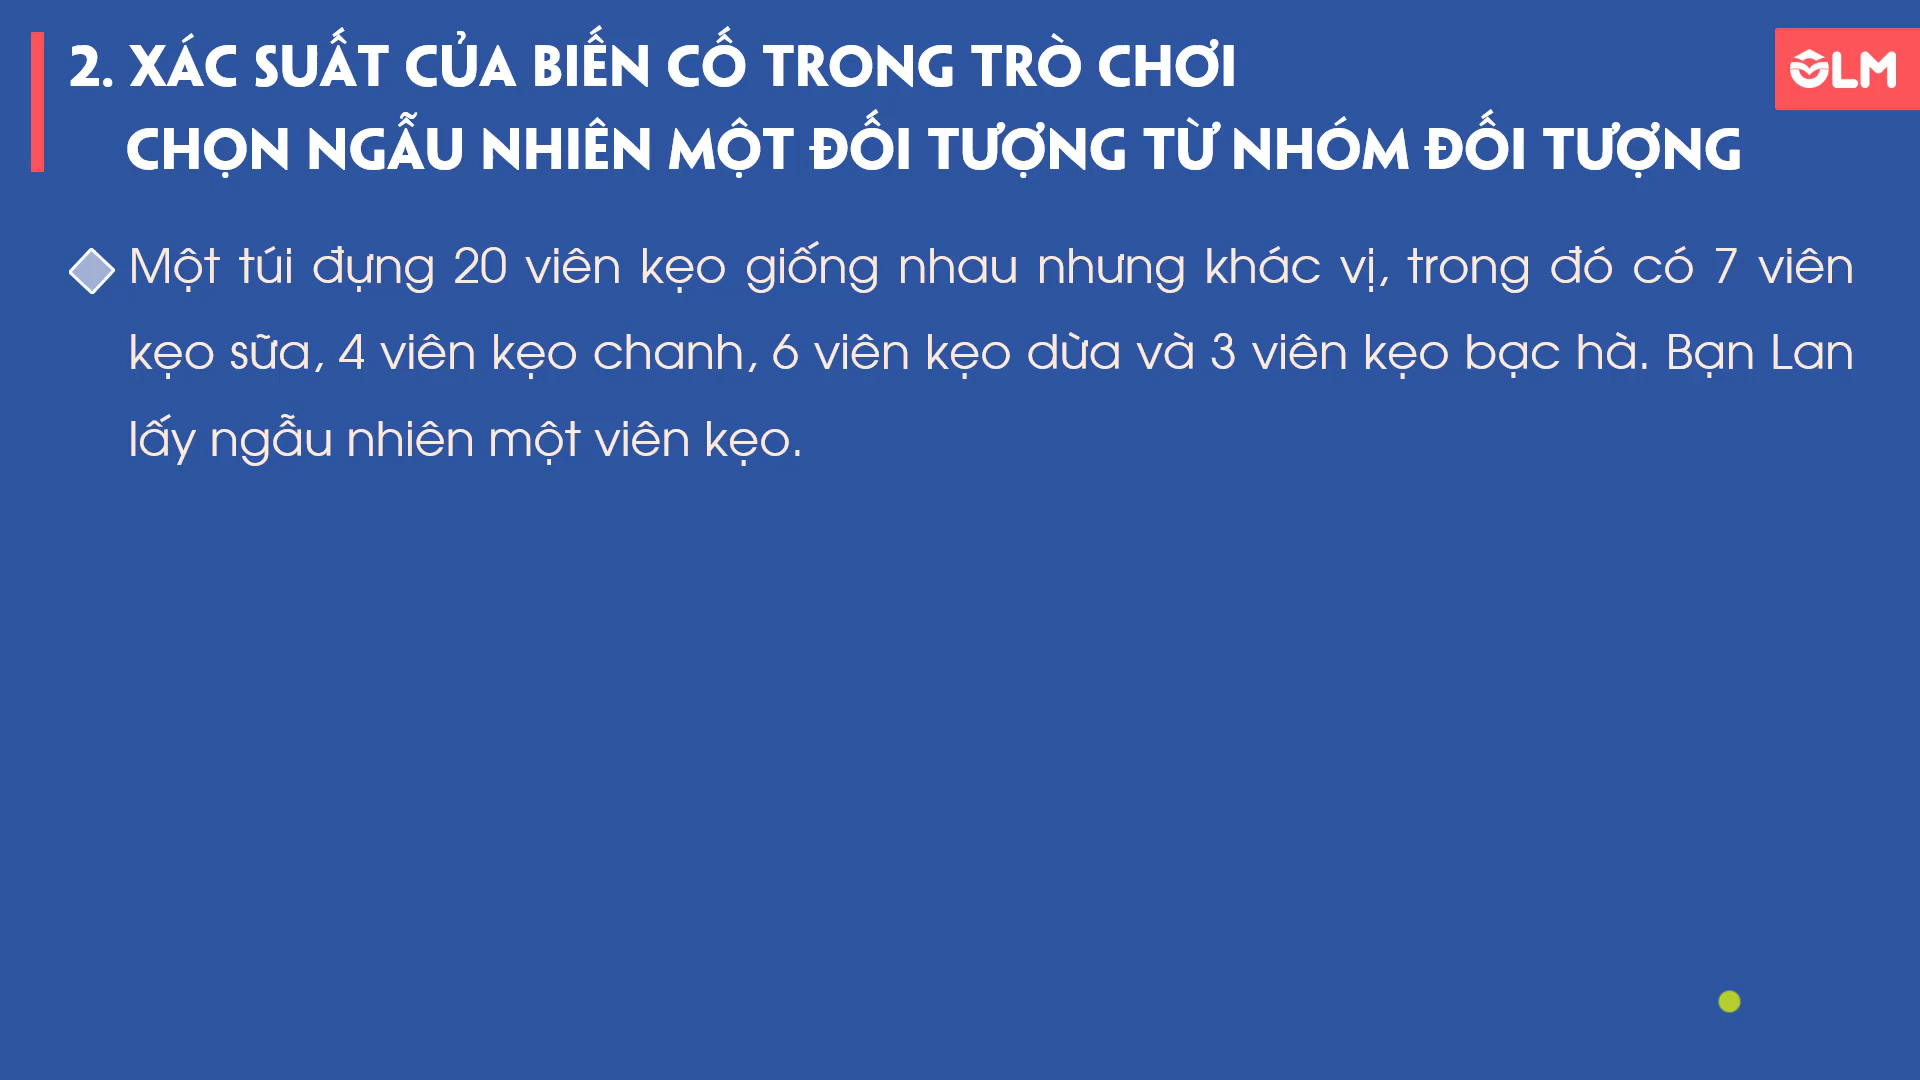 2. XÁC SUẤT CỦA BIẾN CỐ TRONG TRÒ CHƠI
CHỌN NGẪU NHIÊN MỘT ĐỐI TƯỢNG TỪ NHÓM ĐỐI TƯỢNG
OLM
Một túi đựng 20 viên kẹo giống nhau nhưng khác vị, trong đó có 7 viên
kẹo sữa, 4 viên kẹo chanh, 6 viên kẹo dừa và 3 viên kẹo bạc hà. Bạn Lan
lấy ngẫu nhiên một viên kẹo.